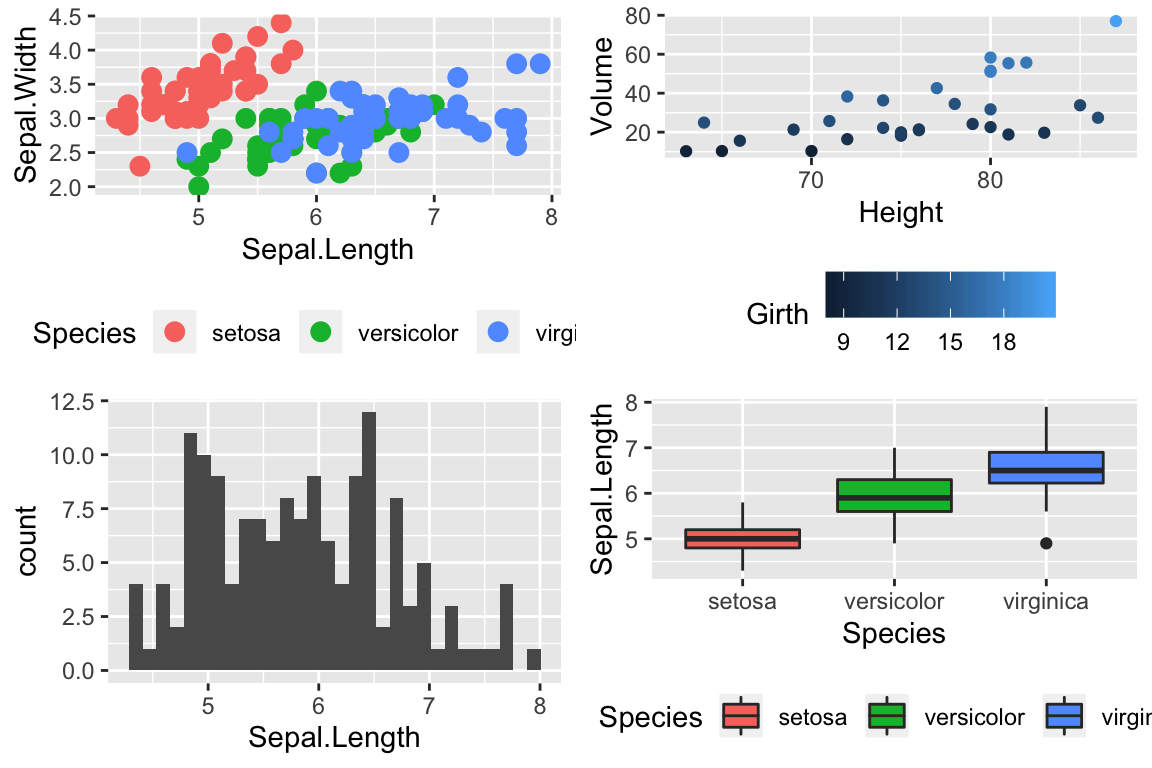 Sepal.Width
4.5
4.0
3.5
3.0
2.5
2.0
5 6 7 8
Sepal.Length
Species setosa versicolor virgi
Volume
80
60
40
20
70 80
Height
Girth
9 12 15 18
count
12.5
10.0
7.5
5.0
2.5
0.0
5 6 7 8
Sepal.Length
Sepal.Length
8
7
6
5
setosa versicolor virginica
Species
Species setosa versicolor virgin